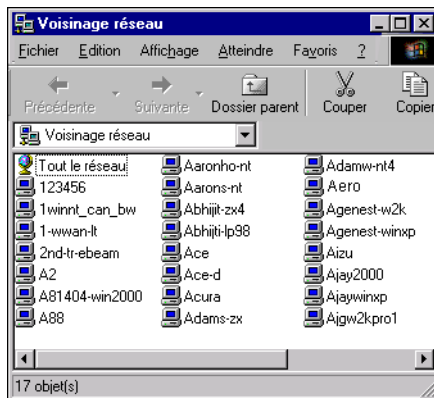 Voisinage réseau
Fichier Edition Affichage Atteindre Favoris ?
Précédente Suivante Dossier parent Couper Copier
Voisinage réseau
Tout le réseau Aaronho-nt Adamw-nt4
123456 Aarons-nt Aero
1winnt_can_bw Abhijit-zx4 Agenest-w2k
1-wwan-lt Abhijti-lp98 Agenest-winxp
2nd-tr-ebeam Ace Aizu
A2 Ace-d Ajay2000
A81404-win2000 Acura Ajaywinxp
A88 Adams-zx Ajgw2kpro1
17 objet(s)